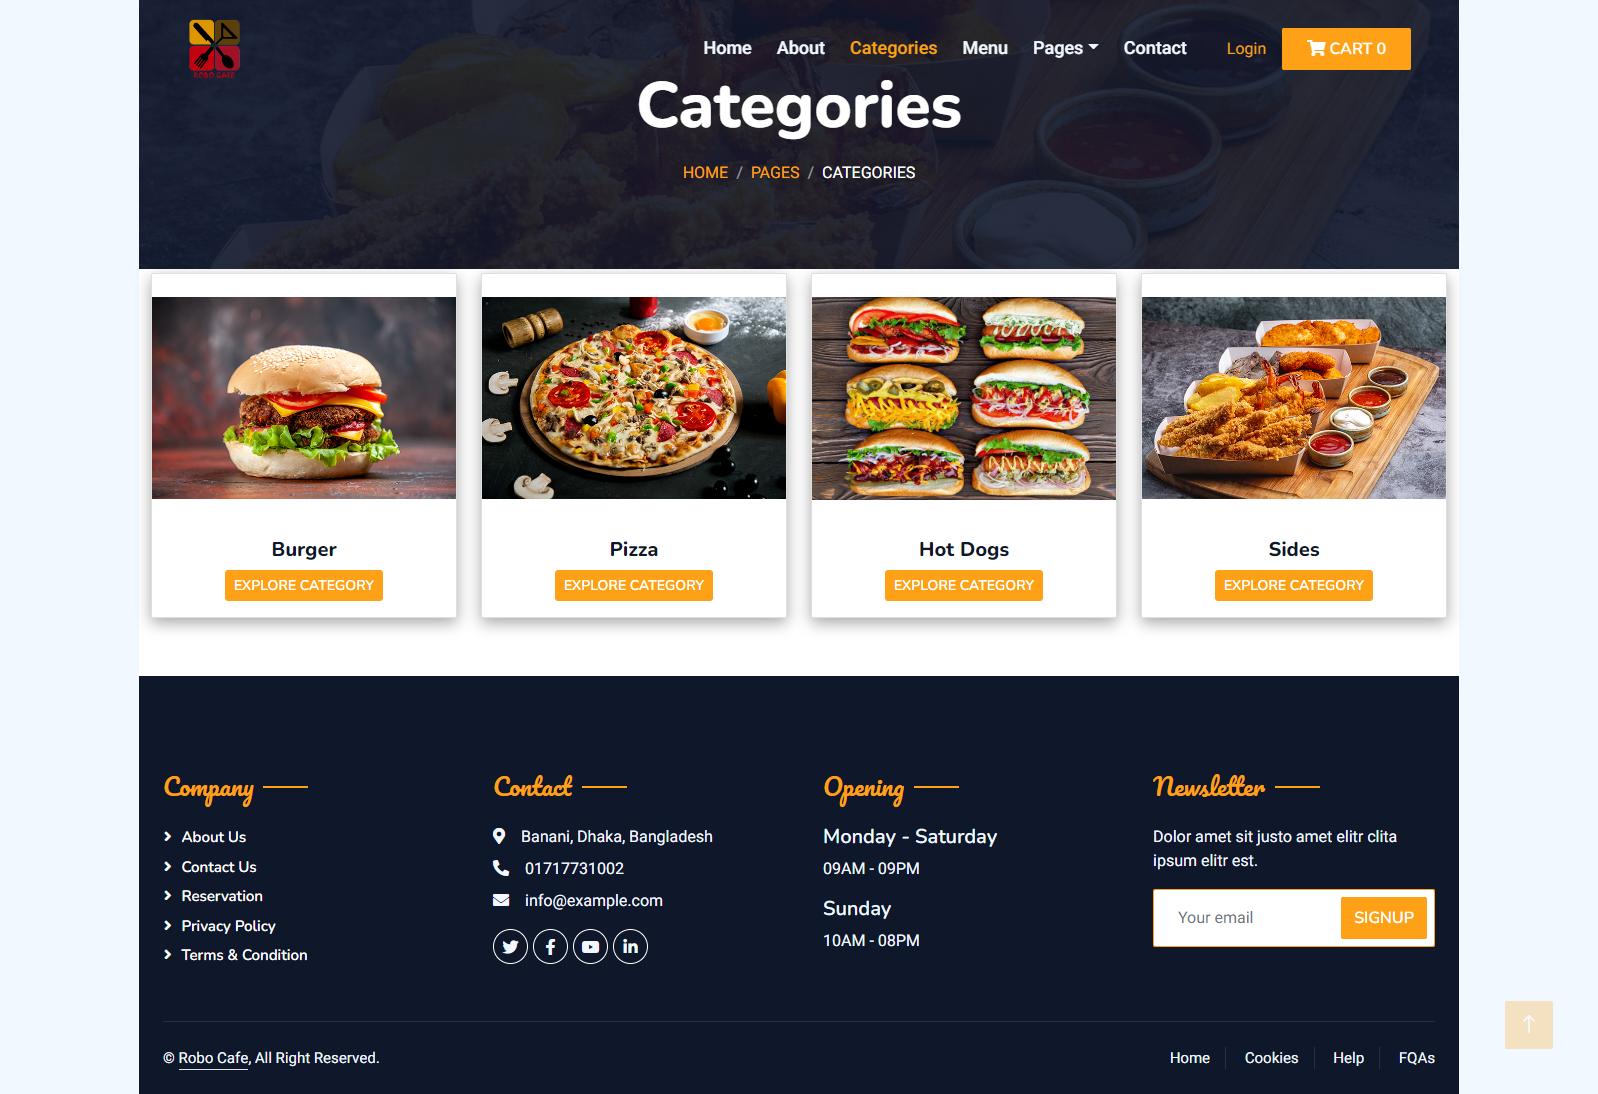 ROBO CAFE
Home About Categories Menu Pages Contact Login CART 0
Categories
HOME / PAGES / CATEGORIES
Burger
EXPLORE CATEGORY
Pizza
EXPLORE CATEGORY
Hot Dogs
EXPLORE CATEGORY
Sides
EXPLORE CATEGORY
Company
About Us
Contact Us
Reservation
Privacy Policy
Terms & Condition
Contact
Banani, Dhaka, Bangladesh
01717731002
info@example.com
Opening
Monday - Saturday
09AM - 09PM
Sunday
10AM - 08PM
Newsletter
Dolor amet sit justo amet elitr clita
ipsum elitr est.
Your email SIGNUP
© Robo Cafe, All Right Reserved.
Home Cookies Help FQAs